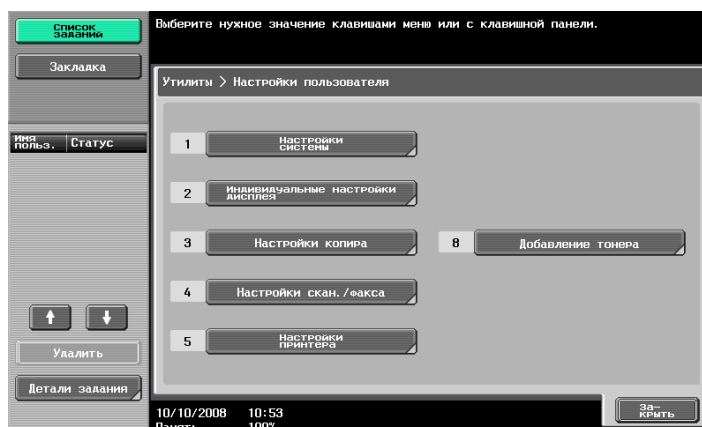 Список
заданий
Выберите нужное значение клавишами меню или с клавишной панели.
Закладка
Утилиты > Настройки пользователя
Имя
польз.
Статус
1
Настройки
системы
2
Индивидуальные настройки
дисплея
3
Настройки копира
8
Добавление тонера
4
Настройки скан./факса
5
Настройки
принтера
Удалить
Детали задания
10/10/2008 10:53
Память 100%
За-
крыть